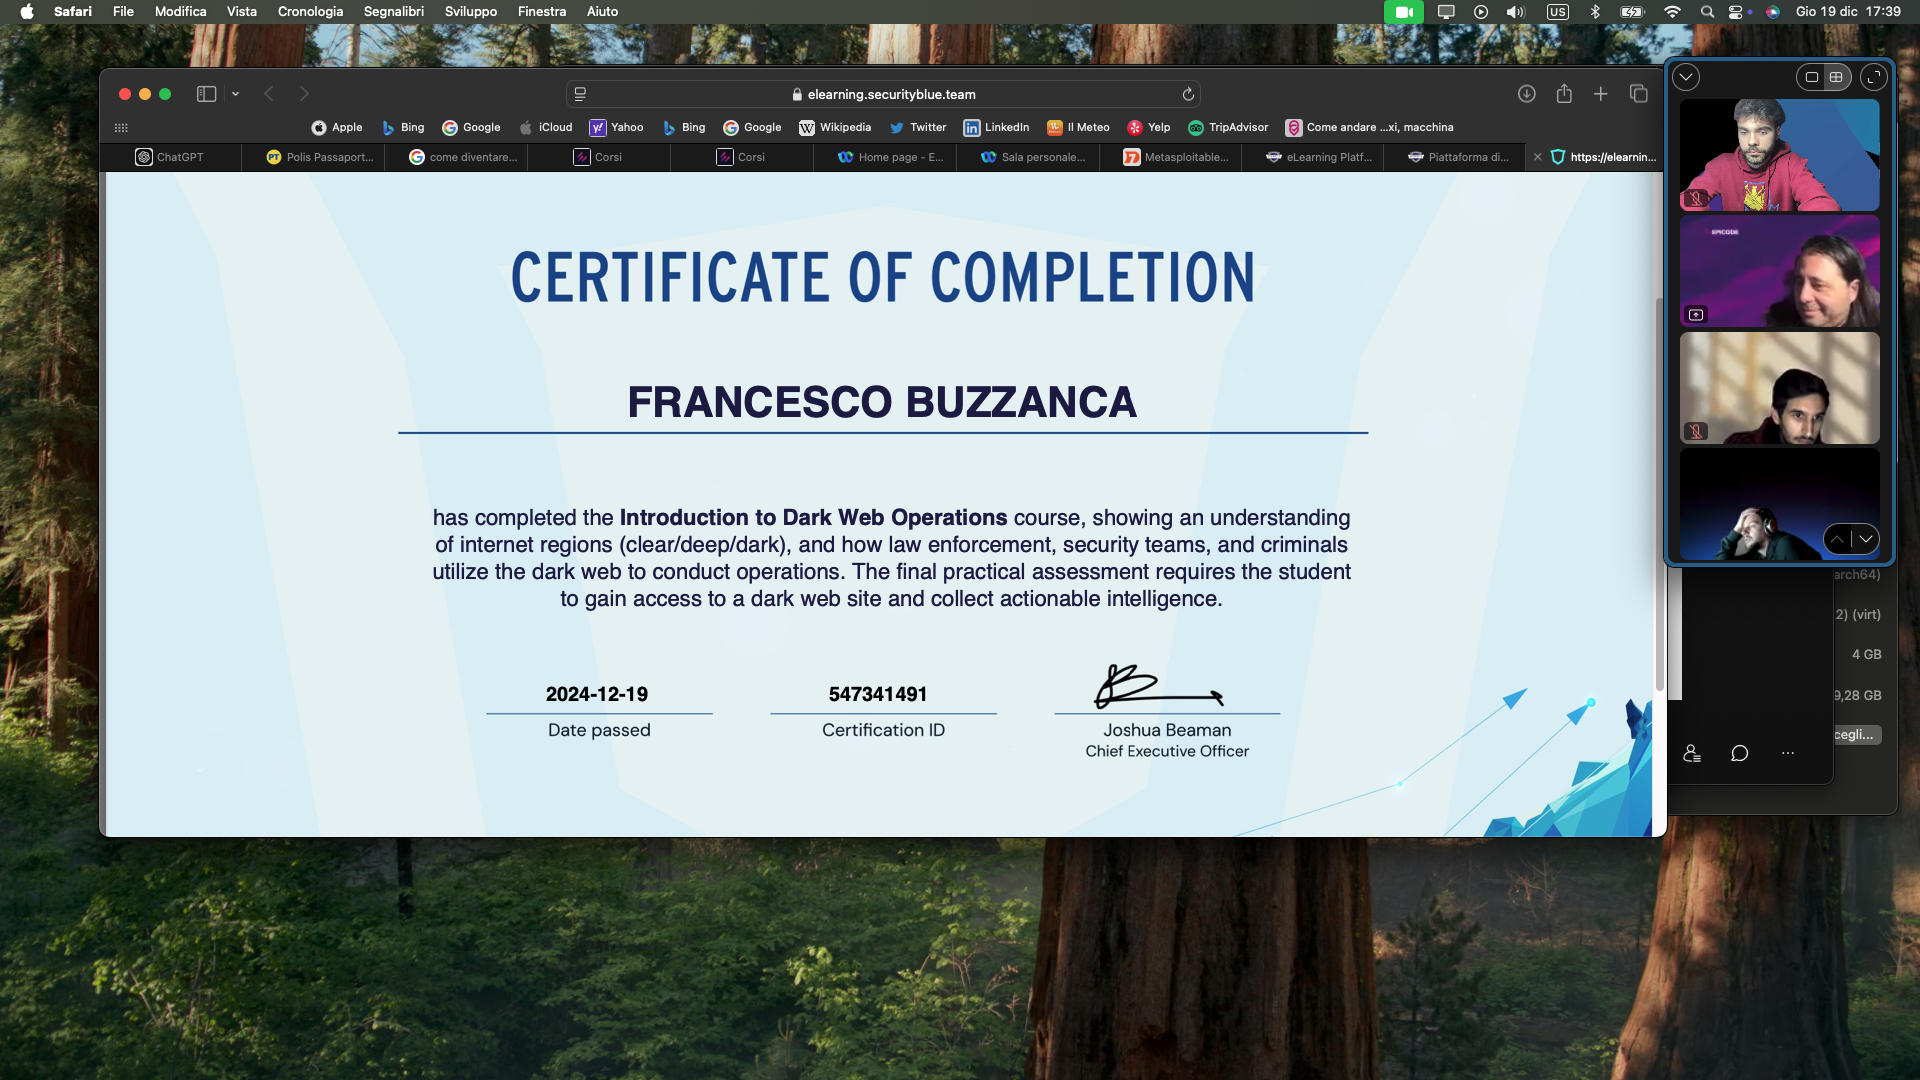 Safari File Modifica Vista Cronologia Segnalibri Sviluppo Finestra Aiuto US Gio 19 dic 17:39
elearning.securityblue.team
Apple Bing Google iCloud Yahoo Bing Google Wikipedia Twitter LinkedIn Il Meteo Yelp TripAdvisor Come andare ...xi, macchina
ChatGPT Polis Passaport... come diventare... Corsi Corsi Home page - E... Sala personale... Metasploitable... eLearning Platf... Piattaforma di... https://elearnin...
EPICODE
CERTIFICATE OF COMPLETION
FRANCESCO BUZZANCA
has completed the Introduction to Dark Web Operations course, showing an understanding
of internet regions (clear/deep/dark), and how law enforcement, security teams, and criminals
utilize the dark web to conduct operations. The final practical assessment requires the student
to gain access to a dark web site and collect actionable intelligence.
2024-12-19 547341491
Date passed Certification ID Joshua Beaman
Chief Executive Officer
arch64)
2) (virt)
4 GB
9,28 GB
cegli...